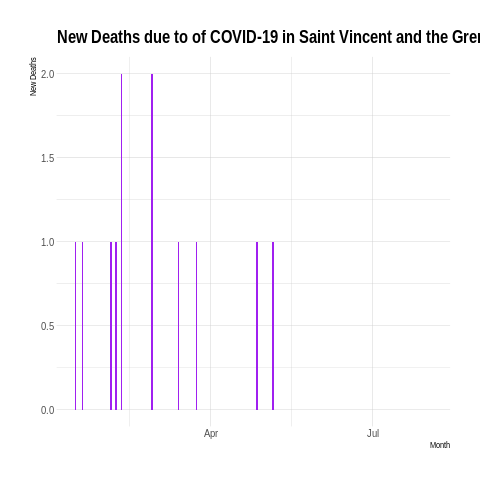 New Deaths due to of COVID-19 in Saint Vincent and the Gren
New Deaths
2.0
1.5
1.0
0.5
0.0
Apr
Jul
Month